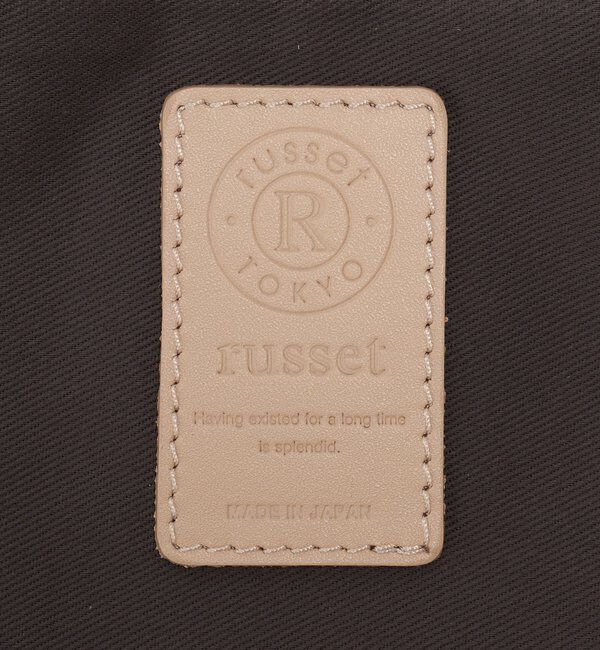 russet
R
TOKYO
russet
Having existed for a long time
is splendid.
MADE IN JAPAN